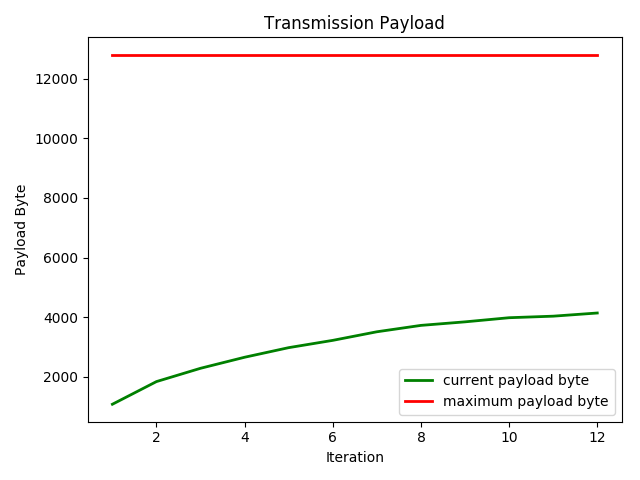 Transmission Payload
12000
10000
8000
6000
4000
2000
Payload Byte
current payload byte
maximum payload byte
2 4 6 8 10 12
Iteration